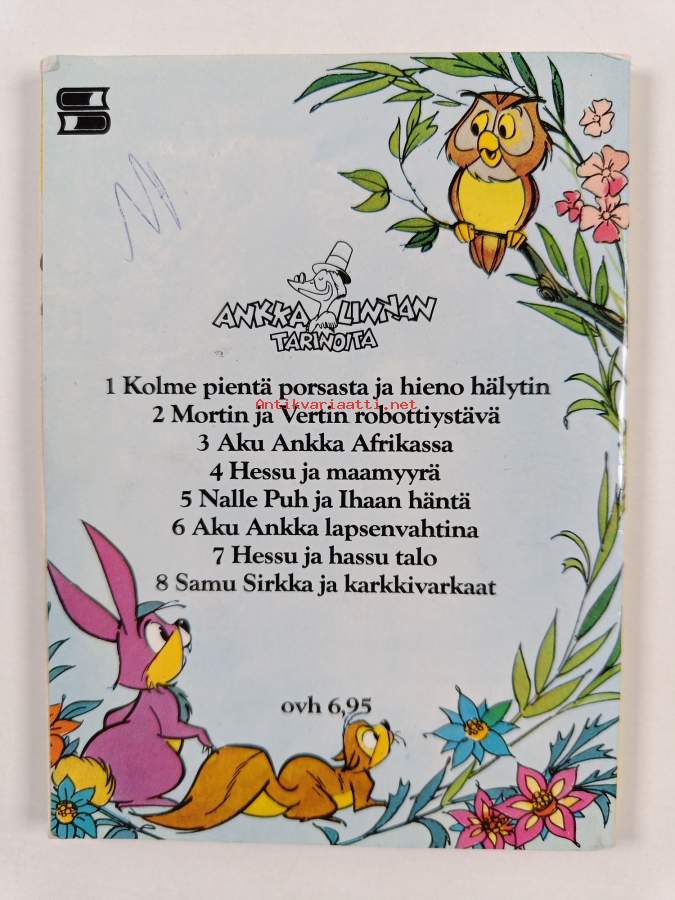 ANKKALINNAN
TARINOITA
1 Kolme pientä porsasta ja hieno hälytin
Antikvariaatti.net
2 Mortin ja Vertin robottiystävä
3 Aku Ankka Afrikassa
4 Hessu ja maamyyrä
5 Nalle Puh ja Ihaan häntä
6 Aku Ankka lapsenvahtina
7 Hessu ja hassu talo
8 Samu Sirkka ja karkkivarkaat
ovh 6,95